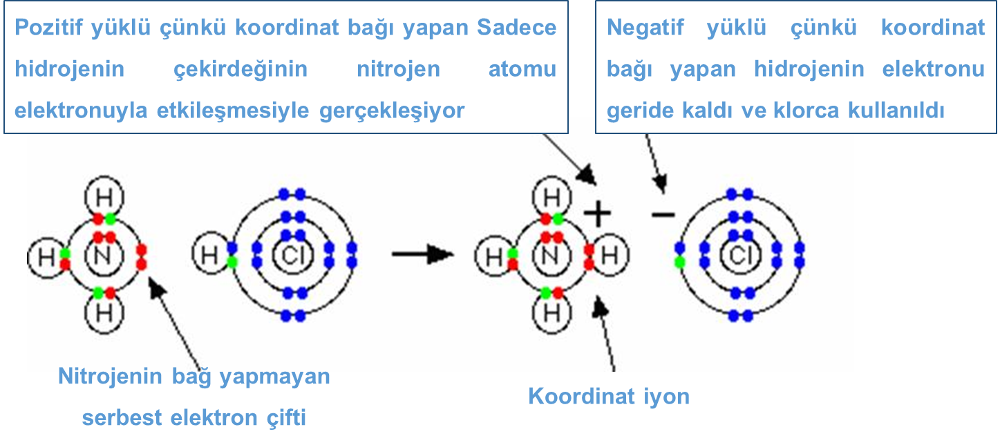 Pozitif yüklü çünkü koordinat bağı yapan Sadece
hidrojenin çekirdeğinin nitrojen atomu
elektronuyla etkileşmesiyle gerçekleşiyor
Negatif yüklü çünkü koordinat
bağı yapan hidrojenin elektronu
geride kaldı ve klorca kullanıldı
H
H
N
H
H
Cl
H
+
H
N
H
H
−
Cl
Nitrojenin bağ yapmayan
serbest elektron çifti
Koordinat iyon